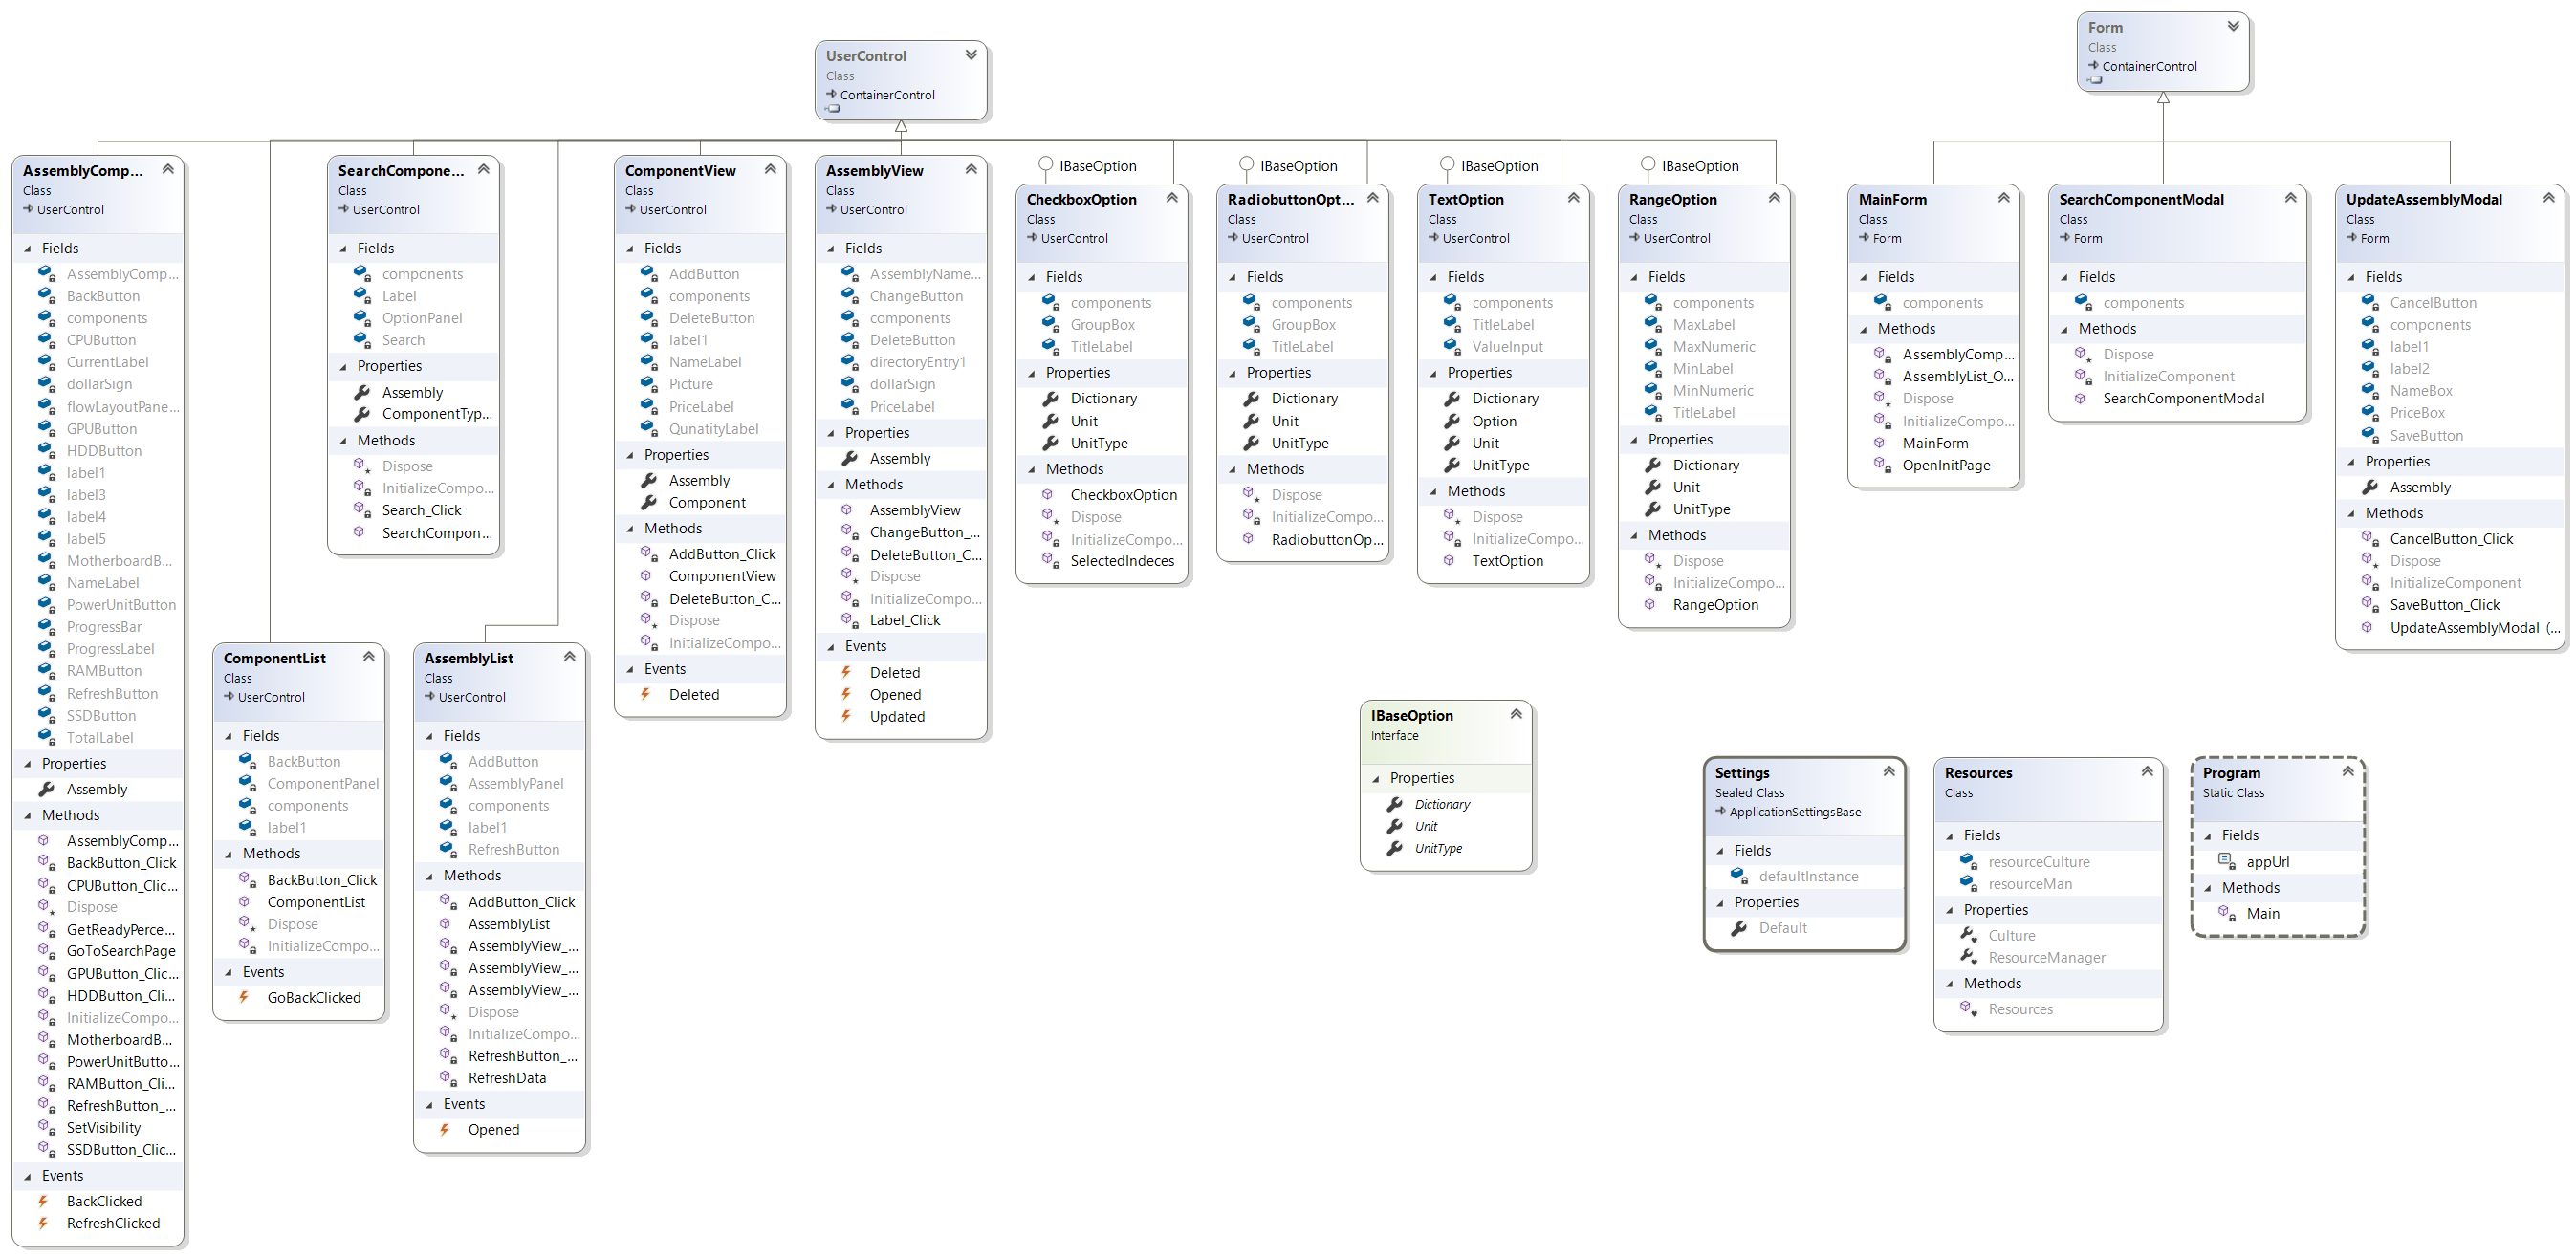 UserControl
Class
ContainerControl
Form
Class
ContainerControl
AssemblyComp...
Class
UserControl
Fields
AssemblyComp...
BackButton
components
CPUButton
CurrentLabel
dollarSign
flowLayoutPane...
GPUButton
HDDButton
label1
label3
label4
label5
MotherboardB...
NameLabel
PowerUnitButton
ProgressBar
ProgressLabel
RAMButton
RefreshButton
SSDButton
TotalLabel
Properties
Assembly
Methods
AssemblyComp...
BackButton_Click
CPUButton_Clic...
Dispose
GetReadyPerce...
GoToSearchPage
GPUButton_Clic...
HDDButton_Cli...
InitializeCompo...
MotherboardB...
PowerUnitButto...
RAMButton_Cli...
RefreshButton_...
SetVisibility
SSDButton_Clic...
Events
BackClicked
RefreshClicked
ComponentList
Class
UserControl
Fields
BackButton
ComponentPanel
components
label1
Methods
BackButton_Click
ComponentList
Dispose
InitializeCompo...
Events
GoBackClicked
SearchCompone...
Class
UserControl
Fields
components
Label
OptionPanel
Search
Properties
Assembly
ComponentTyp...
Methods
Dispose
InitializeCompo...
Search_Click
SearchCompon...
AssemblyList
Class
UserControl
Fields
AddButton
AssemblyPanel
components
label1
RefreshButton
Methods
AddButton_Click
AssemblyList
AssemblyView_...
AssemblyView_...
AssemblyView_...
Dispose
InitializeCompo...
RefreshButton_...
RefreshData
Events
Opened
ComponentView
Class
UserControl
Fields
AddButton
components
DeleteButton
label1
NameLabel
Picture
PriceLabel
QunatityLabel
Properties
Assembly
Component
Methods
AddButton_Click
ComponentView
DeleteButton_C...
Dispose
InitializeCompo...
Events
Deleted
AssemblyView
Class
UserControl
Fields
AssemblyName...
ChangeButton
components
DeleteButton
directoryEntry1
dollarSign
PriceLabel
Properties
Assembly
Methods
AssemblyView
ChangeButton_...
DeleteButton_C...
Dispose
InitializeCompo...
Label_Click
Events
Deleted
Opened
Updated
IBaseOption
CheckboxOption
Class
UserControl
Fields
components
GroupBox
TitleLabel
Properties
Dictionary
Unit
UnitType
Methods
CheckboxOption
Dispose
InitializeCompo...
SelectedIndeces
IBaseOption
RadiobuttonOpt...
Class
UserControl
Fields
components
GroupBox
TitleLabel
Properties
Dictionary
Unit
UnitType
Methods
Dispose
InitializeCompo...
RadiobuttonOp...
IBaseOption
TextOption
Class
UserControl
Fields
components
TitleLabel
ValueInput
Properties
Dictionary
Option
Unit
UnitType
Methods
Dispose
InitializeCompo...
TextOption
IBaseOption
RangeOption
Class
UserControl
Fields
components
MaxLabel
MaxNumeric
MinLabel
MinNumeric
TitleLabel
Properties
Dictionary
Unit
UnitType
Methods
Dispose
InitializeCompo...
RangeOption
MainForm
Class
Form
Fields
components
Methods
AssemblyComp...
AssemblyList_O...
Dispose
InitializeCompo...
MainForm
OpenInitPage
SearchComponentModal
Class
Form
Fields
components
Methods
Dispose
InitializeComponent
SearchComponentModal
UpdateAssemblyModal
Class
Form
Fields
CancelButton
components
label1
label2
NameBox
PriceBox
SaveButton
Properties
Assembly
Methods
CancelButton_Click
Dispose
InitializeComponent
SaveButton_Click
UpdateAssemblyModal (...
IBaseOption
Interface
Properties
Dictionary
Unit
UnitType
Settings
Sealed Class
ApplicationSettingsBase
Fields
defaultInstance
Properties
Default
Resources
Class
Fields
resourceCulture
resourceMan
Properties
Culture
ResourceManager
Methods
Resources
Program
Static Class
Fields
appUrl
Methods
Main